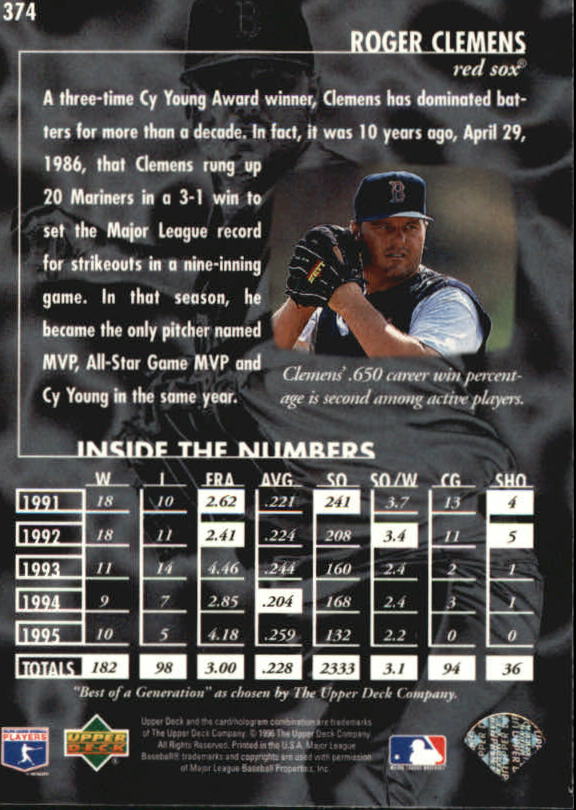 374
ROGER CLEMENS
red sox®
A three-time Cy Young Award winner, Clemens has dominated bat-
ters for more than a decade. In fact, it was 10 years ago, April 29,
1986, that Clemens rung up
20 Mariners in a 3-1 win to
set the Major League record
for strikeouts in a nine-inning
game. In that season, he
became the only pitcher named
MVP, All-Star Game MVP and
Cy Young in the same year.
Clemens' .650 career win percent-
age is second among active players.
INSIDE THE NUMBERS
W L ERA AVG. SO SO/W CG SHO
1991 18 10 2.62 .221 241 3.7 13 4
1992 18 11 2.41 .224 208 3.4 11 5
1993 11 14 4.46 .244 160 2.4 2 1
1994 9 7 2.85 .204 168 2.4 3 1
1995 10 5 4.18 .259 132 2.2 0 0
TOTALS 182 98 3.00 .228 2333 3.1 94 36
"Best of a Generation" as chosen by The Upper Deck Company.
Upper Deck and the card/hologram combination are trademarks
of The Upper Deck Company. © 1996 The Upper Deck Company.
All Rights Reserved. Printed in the U.S.A. Major League
Baseball® trademarks and copyrights are used with permission
of Major League Baseball Properties, Inc.
PLAYERS
UPPER
DECK